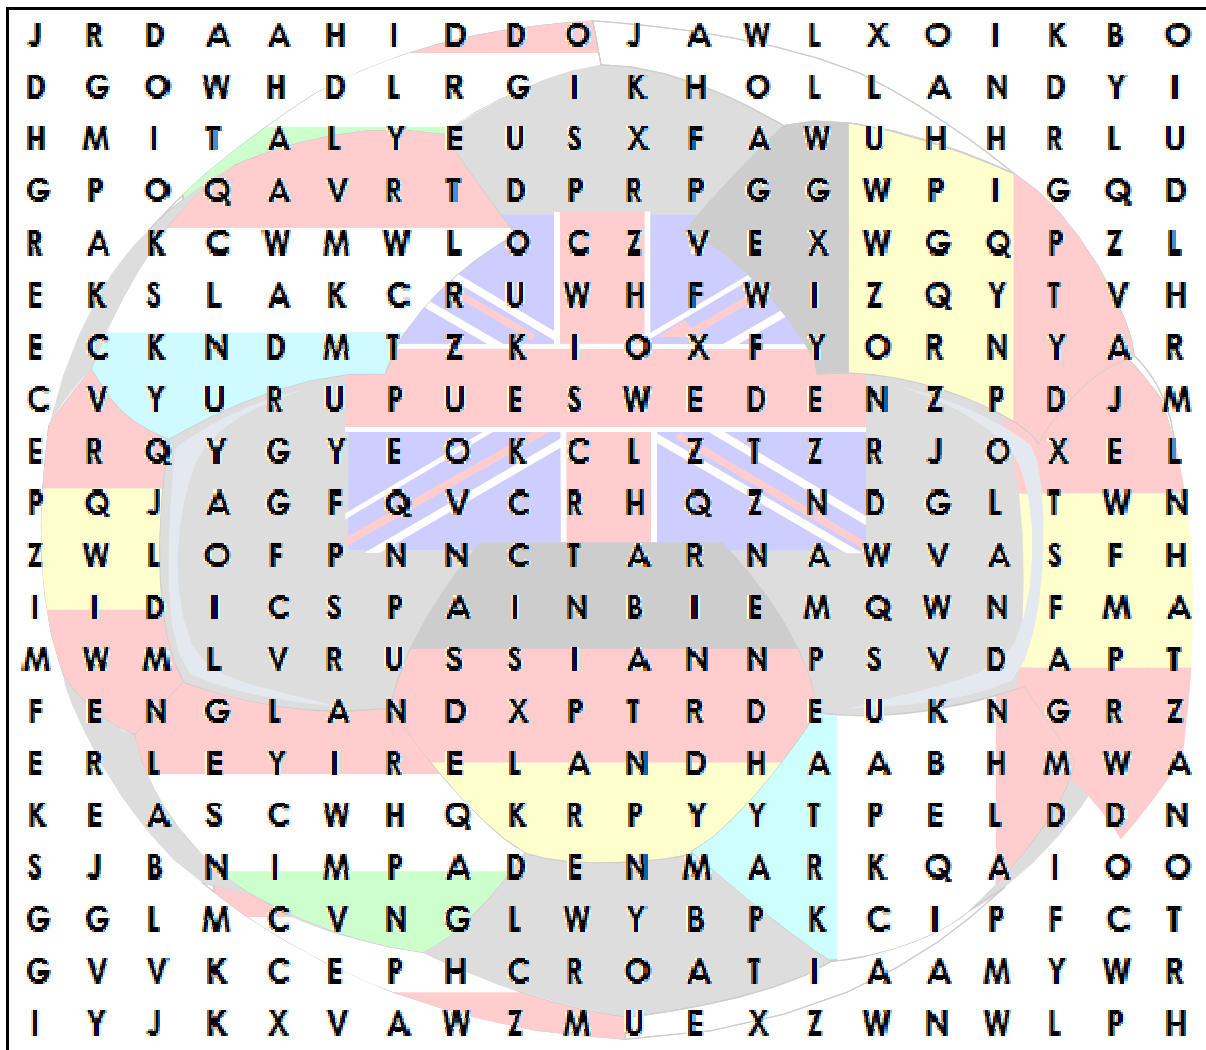 J R D A A H I D D O J A W L X O I K B O
D G O W H D L R G I K H O L L A N D Y I
H M I T A L Y E U S X F A W U H H R L U
G P O Q A V R T D P R P G G W P I G Q D
R A K C W M W L O C Z V E X W G Q P Z L
E K S L A K C R U W H F W I Z Q Y T V H
E C K N D M T Z K I O X F Y O R N Y A R
C V Y U R U P U E S W E D E N Z P D J M
E R Q Y G Y E O K C L Z T Z R J O X E L
P Q J A G F Q V C R H Q Z N D G L T W N
Z W L O F P N N C T A R N A W V A S F H
I I D I C S P A I N B I E M Q W N F M A
M W M L V R U S S I A N N P S V D A P T
F E N G L A N D X P T R D E U K N G R Z
E R L E Y I R E L A N D H A A B H M W A
K E A S C W H Q K R P Y Y T P E L D D N
S J B N I M P A D E N M A R K Q A I O O
G G L M C V N G L W Y B P K C I P F C T
G V V K C E P H C R O A T I A A M Y W R
I Y J K X V A W Z M U E X Z W N W L P H